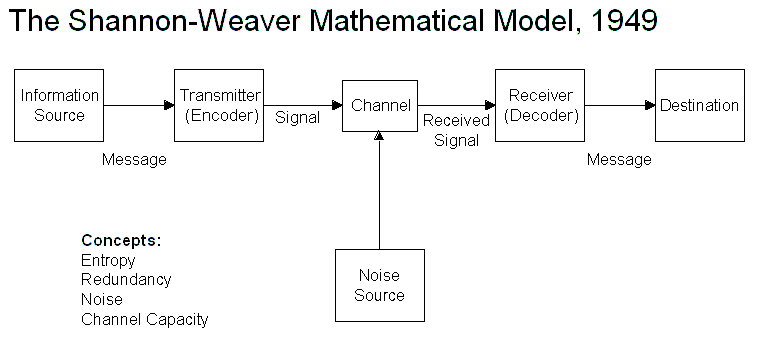 The Shannon-Weaver Mathematical Model, 1949
Information
Source
Transmitter
(Encoder)
Channel
Receiver
(Decoder)
Destination
Message
Signal
Received
Signal
Message
Concepts:
Entropy
Redundancy
Noise
Channel Capacity
Noise
Source